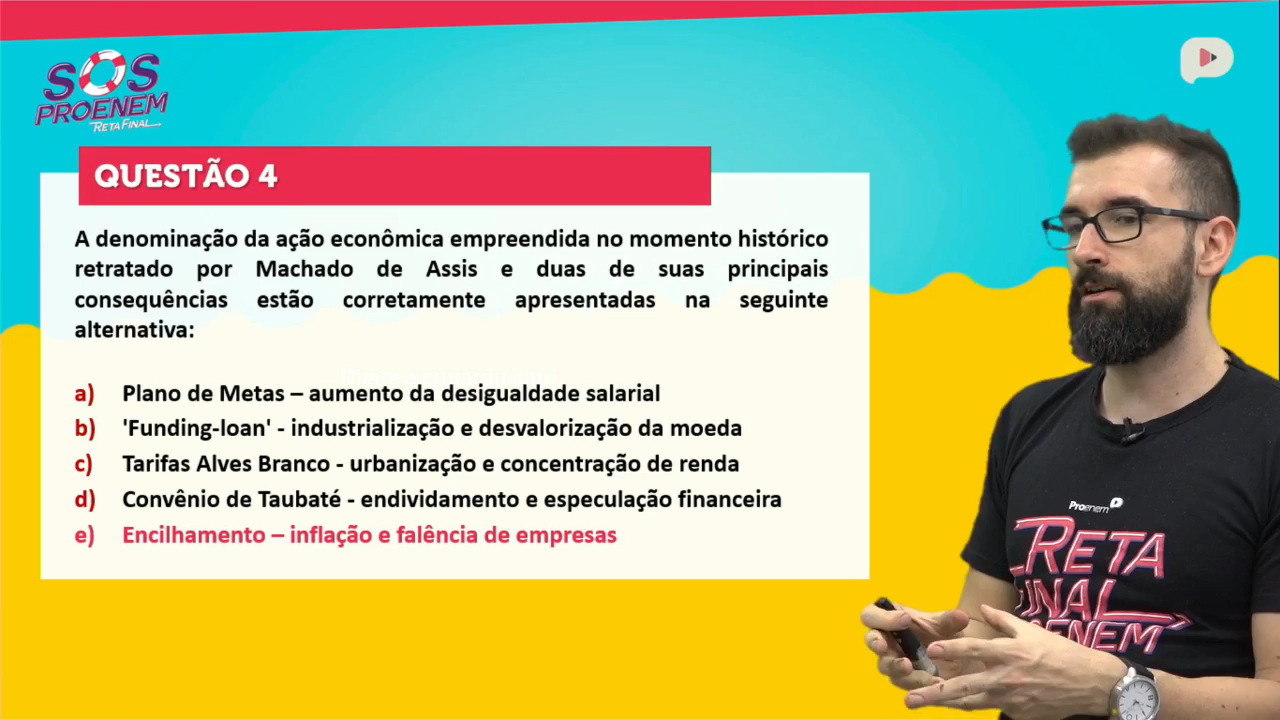 SOS
PROENEM
RETA FINAL
QUESTÃO 4
A denominação da ação econômica empreendida no momento histórico
retratado por Machado de Assis e duas de suas principais
consequências estão corretamente apresentadas na seguinte
alternativa:
a) Plano de Metas – aumento da desigualdade salarial
b) 'Funding-loan' - industrialização e desvalorização da moeda
c) Tarifas Alves Branco - urbanização e concentração de renda
d) Convênio de Taubaté - endividamento e especulação financeira
e) Encilhamento – inflação e falência de empresas
Proenem
RETA
FINAL
PROENEM